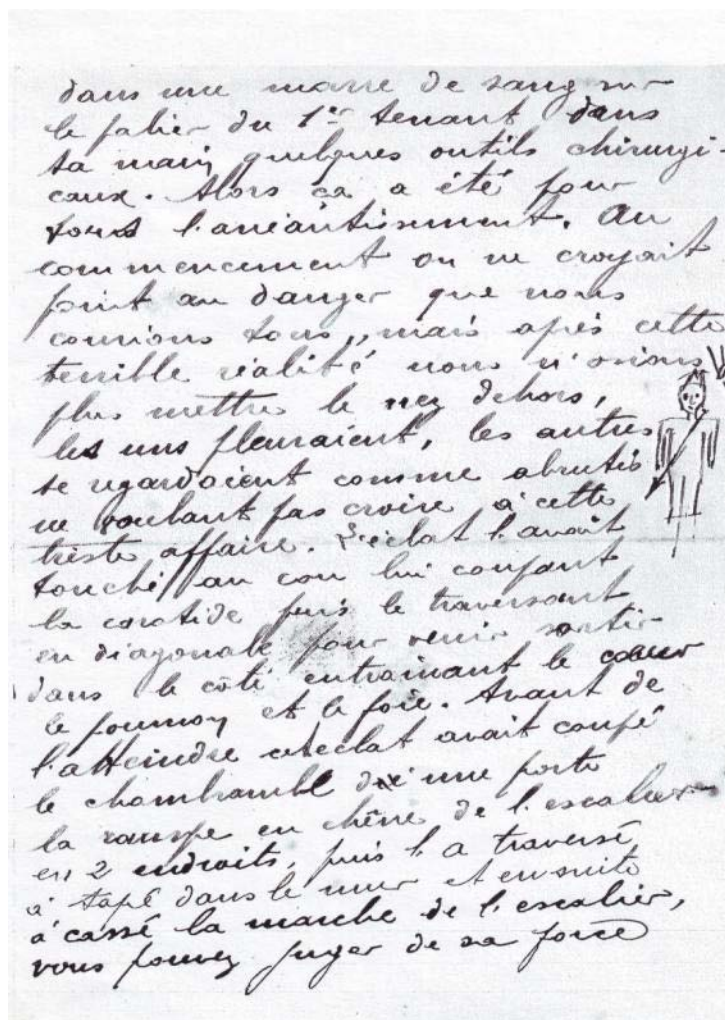 dans une marre de sang sur
le palier du 1er tenant dans
sa main quelques outils chirurgi-
caux. Alors ça a été pour
tous l'anéantissement. Au
commencement on ne croyait
point au danger que nous
courions tous, mais après cette
terrible réalité nous n'osions
plus mettre le nez dehors,
les uns pleuraient, les autres
se regardaient comme abrutis
ne voulant pas croire à cette
triste affaire. L'éclat l'avait
touché au cou lui coupant
la carotide puis le traversant
en diagonale pour venir sortir
dans le côté entrainant le coeur
le poumon et le foie. Avant de
l'atteindre cet éclat avait coupé
le chambranle d'une porte
la rampe en chêne de l'escalier
en 2 endroits, puis l'a traversé
à tapé dans le mur et ensuite
à cassé la marche de l'escalier,
vous pouvez juger de sa force